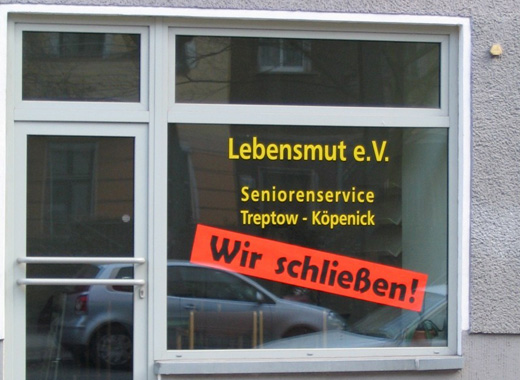 Lebensmut e.V.
Seniorenservice
Treptow - Köpenick
Wir schließen!